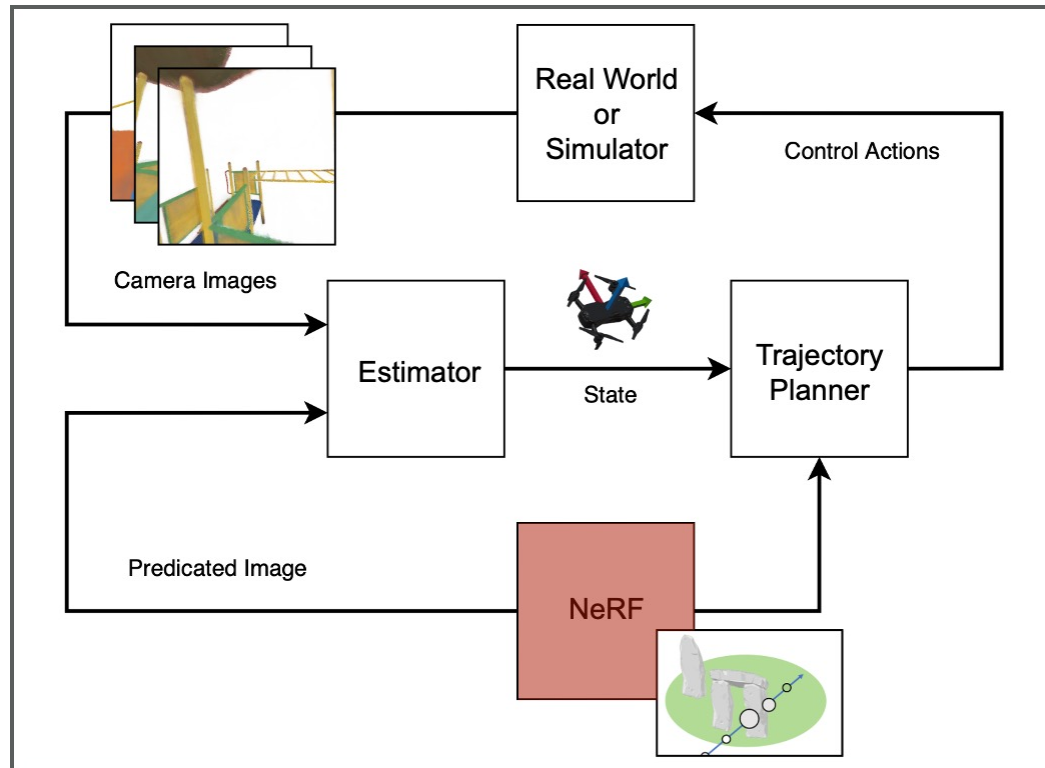 Real World
or
Simulator
Control Actions
Camera Images
Estimator
State
Trajectory
Planner
Predicated Image
NeRF